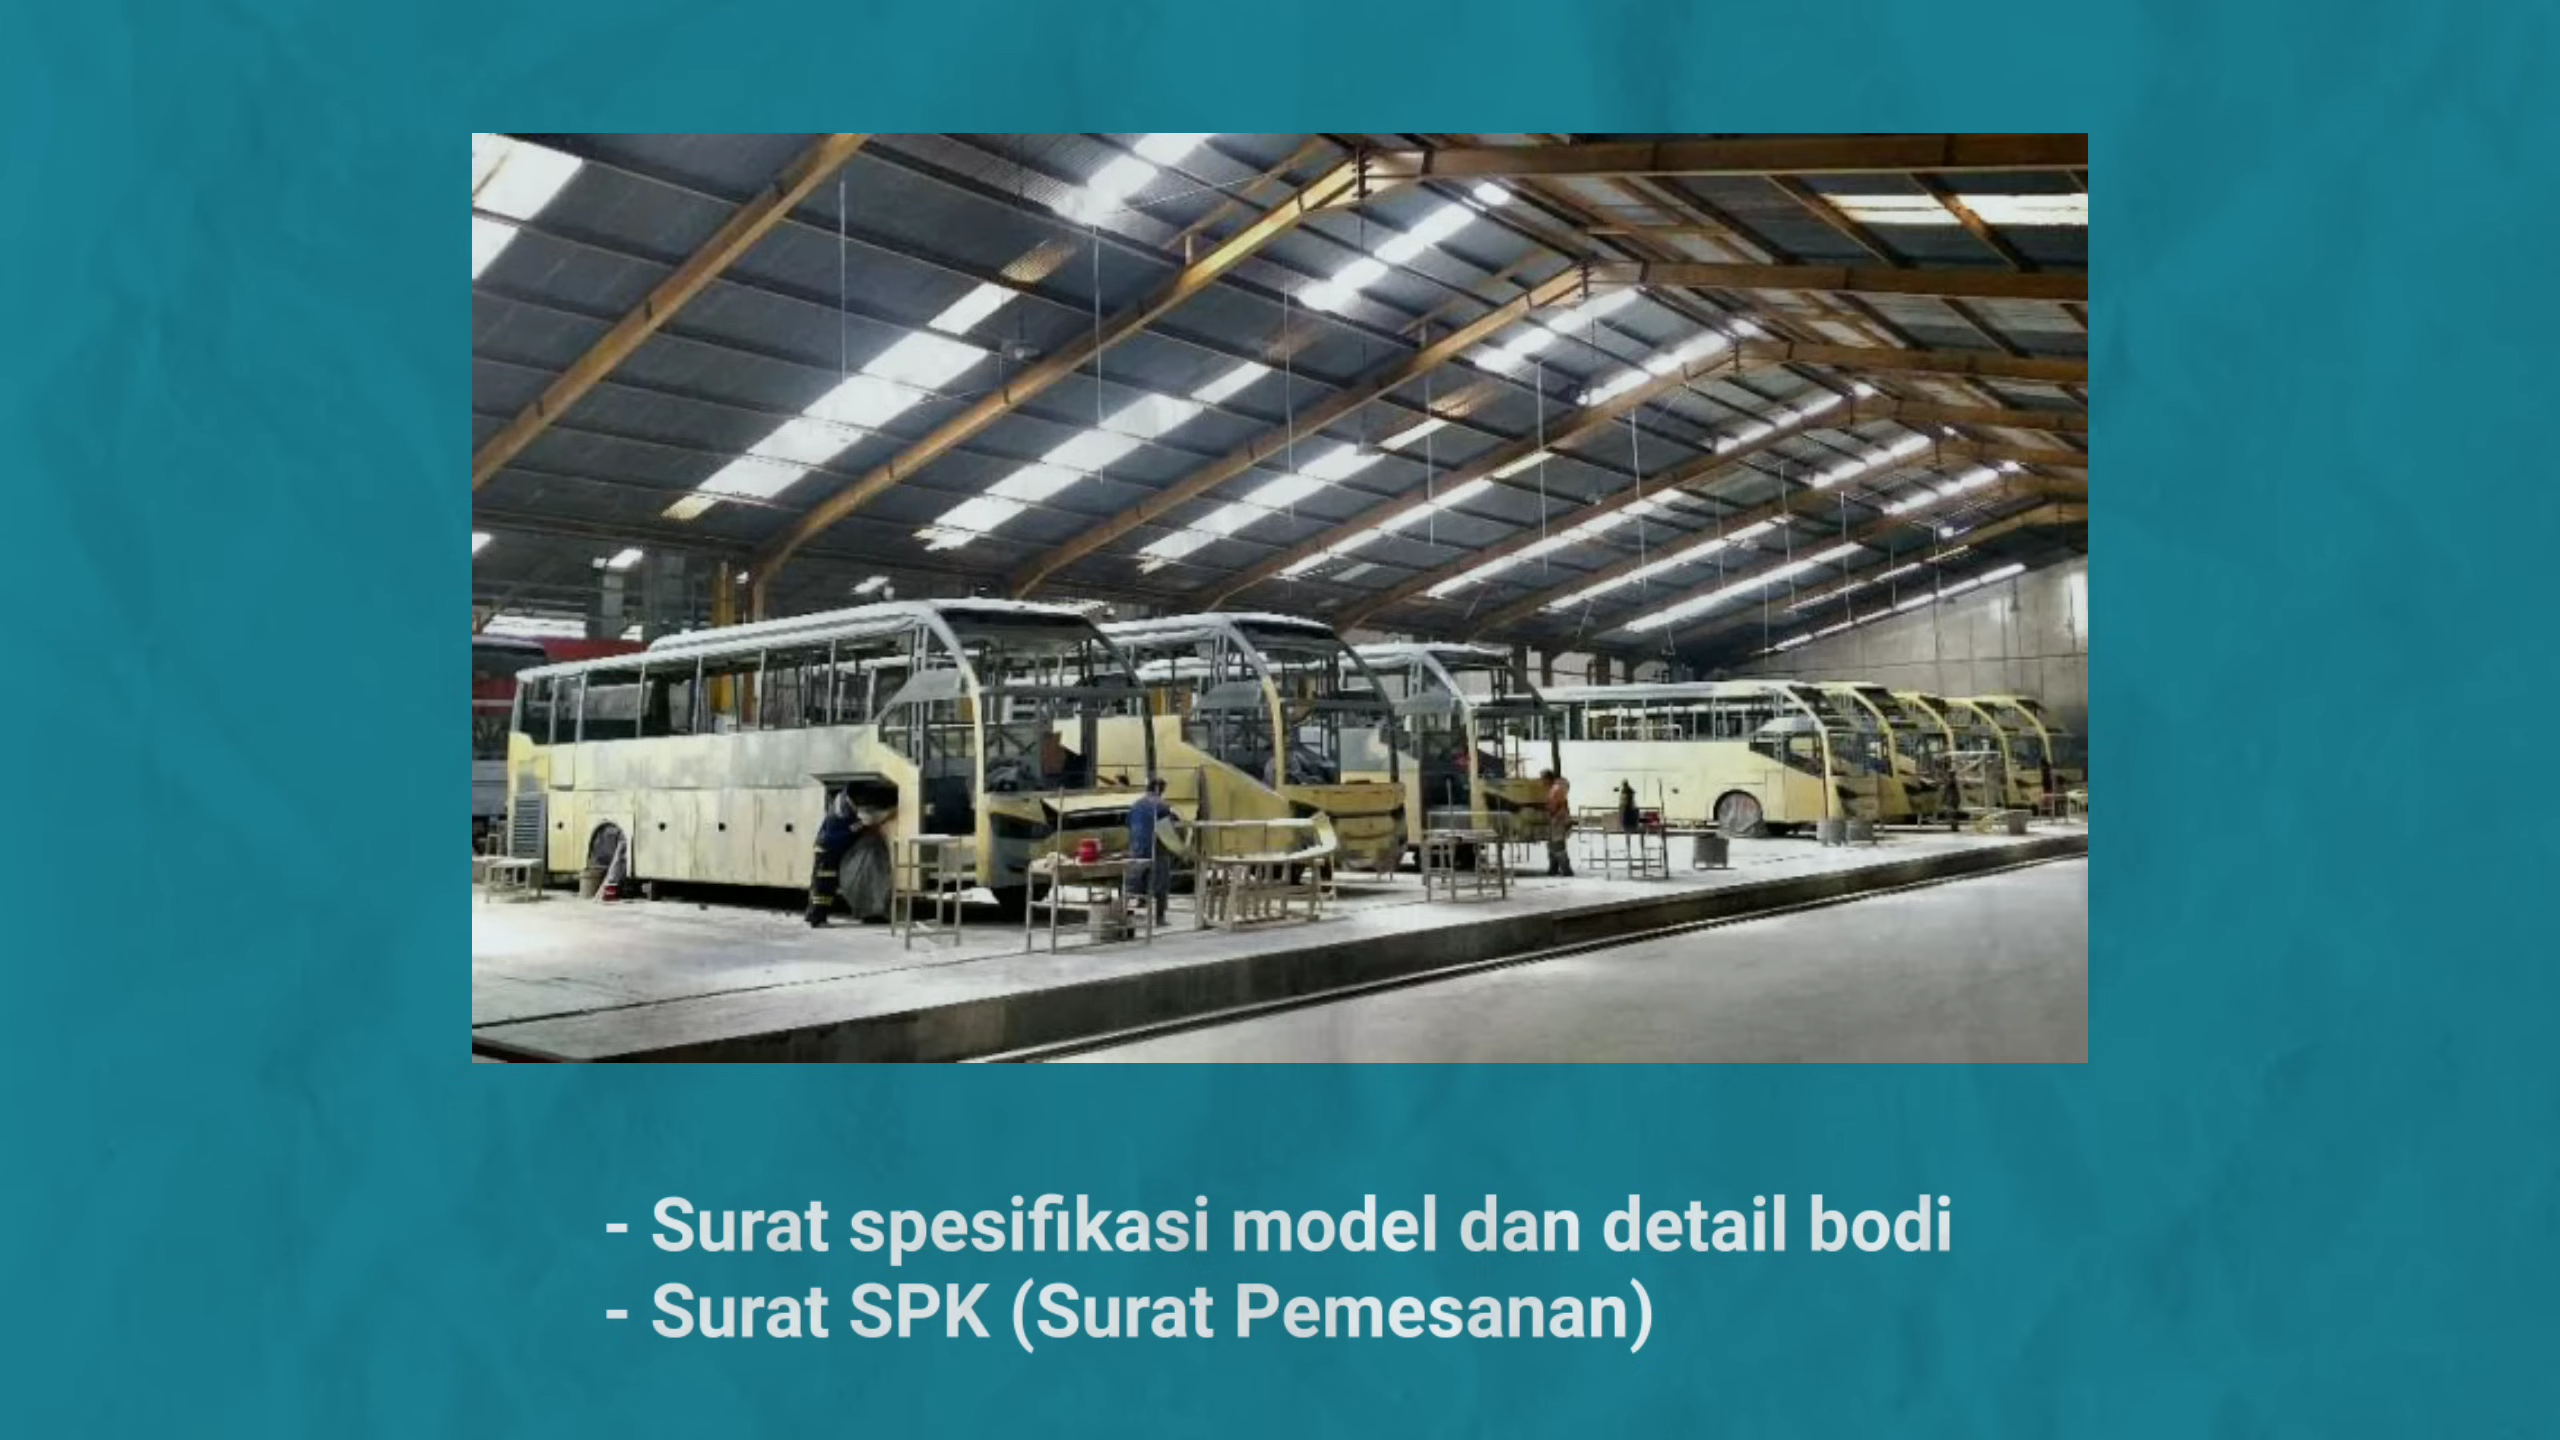 - Surat spesifikasi model dan detail bodi
- Surat SPK (Surat Pemesanan)